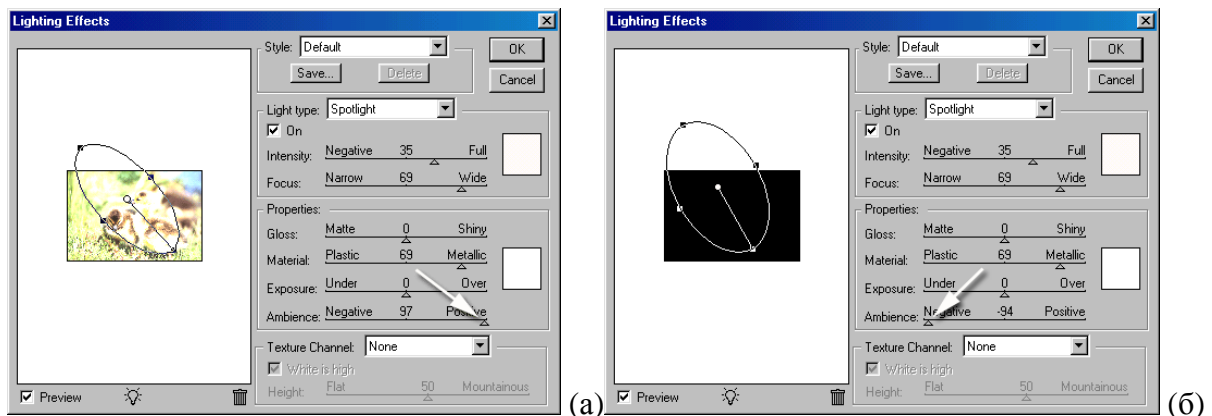 Lighting Effects
Style: Default
OK
Save... Delete
Cancel
Light type: Spotlight
On
Intensity: Negative 35 Full
Focus: Narrow 69 Wide
Properties:
Gloss: Matte 0 Shiny
Material: Plastic 69 Metallic
Exposure: Under 0 Over
Ambience: Negative 97 Positive
Texture Channel: None
White is high
Height: Flat 50 Mountainous
Preview
(а)
Lighting Effects
Style: Default
OK
Save... Delete
Cancel
Light type: Spotlight
On
Intensity: Negative 35 Full
Focus: Narrow 69 Wide
Properties:
Gloss: Matte 0 Shiny
Material: Plastic 69 Metallic
Exposure: Under 0 Over
Ambience: Negative -94 Positive
Texture Channel: None
White is high
Height: Flat 50 Mountainous
Preview
(б)